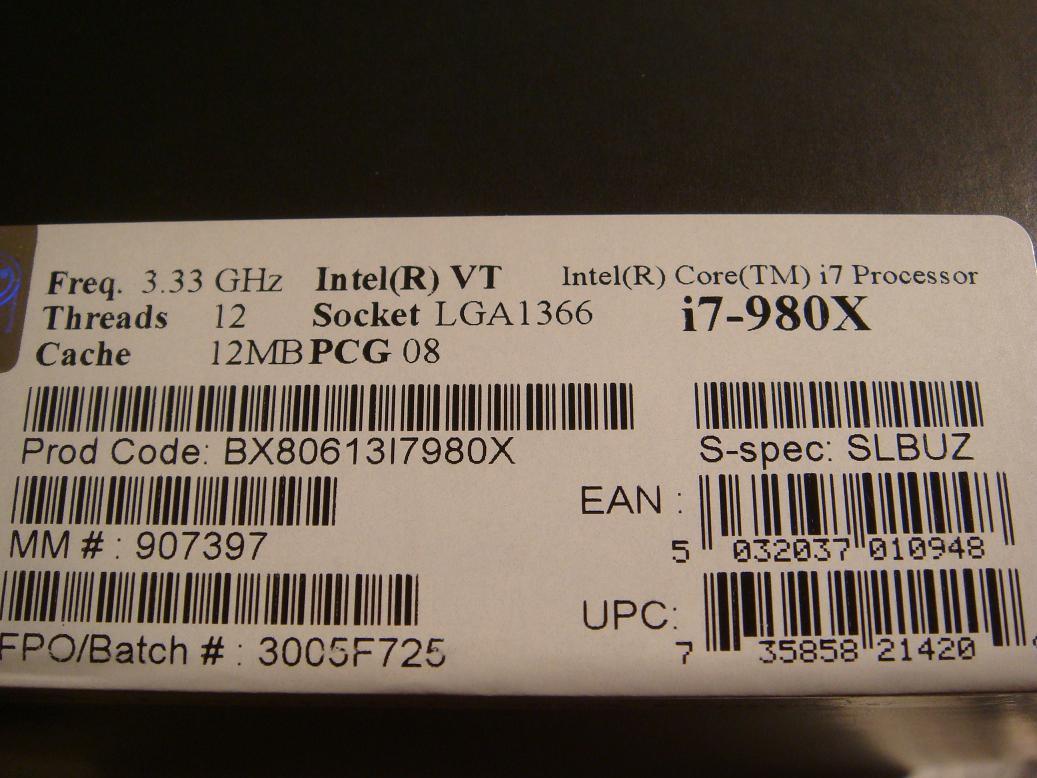 Freq. 3.33 GHz Intel(R) VT Intel(R) Core(TM) i7 Processor
Threads 12 Socket LGA1366 i7-980X
Cache 12MB PCG 08
Prod Code: BX80613I7980X S-spec: SLBUZ
MM # : 907397 EAN : 5 032037 010948
FPO/Batch # : 3005F725 UPC: 7 35858 21420